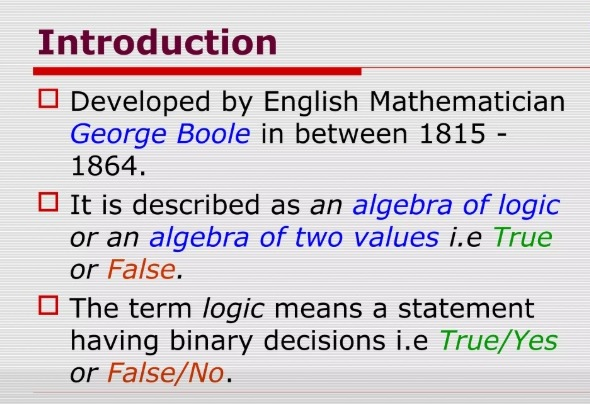 Introduction
Developed by English Mathematician
George Boole in between 1815 -
1864.
It is described as an algebra of logic
or an algebra of two values i.e True
or False.
The term logic means a statement
having binary decisions i.e True/Yes
or False/No.